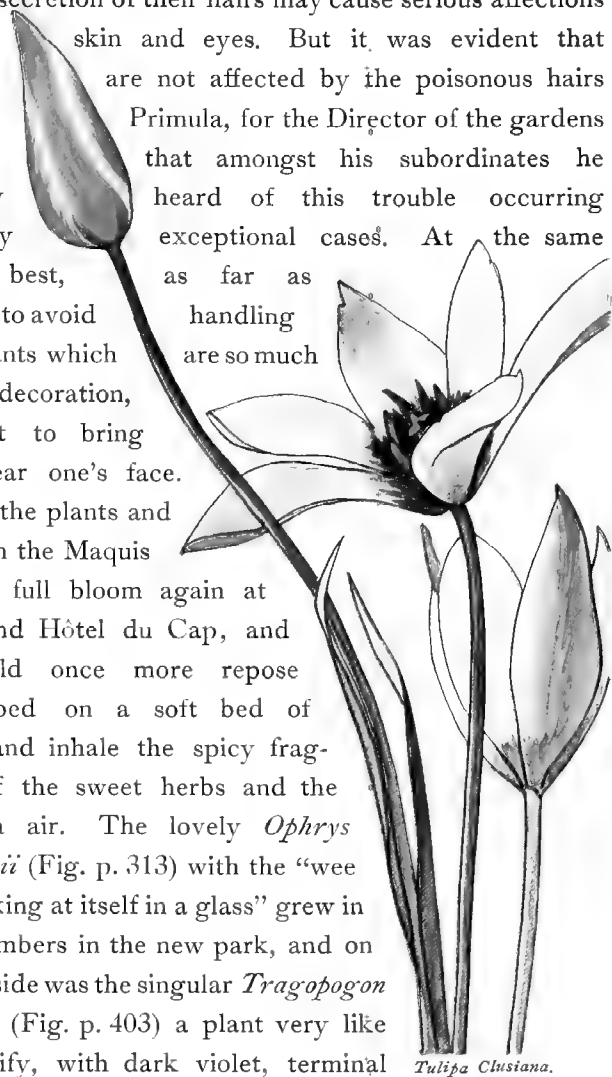 secretion of their hairs may cause serious affections
skin and eyes. But it was evident that
are not affected by the poisonous hairs
Primula, for the Director of the gardens
that amongst his subordinates he
heard of this trouble occurring
y exceptional cases. At the same
best, as far as
to avoid handling
nts which are so much
decoration,
t to bring
ear one's face.
the plants and
n the Maquis
full bloom again at
nd Hôtel du Cap, and
ld once more repose
bed on a soft bed of
and inhale the spicy frag-
f the sweet herbs and the
n air. The lovely Ophrys
ii (Fig. p. 313) with the “wee
king at itself in a glass” grew in
mbers in the new park, and on
side was the singular Tragopogon
(Fig. p. 403) a plant very like
ify, with dark violet, terminal
Tulipa Clusiana.